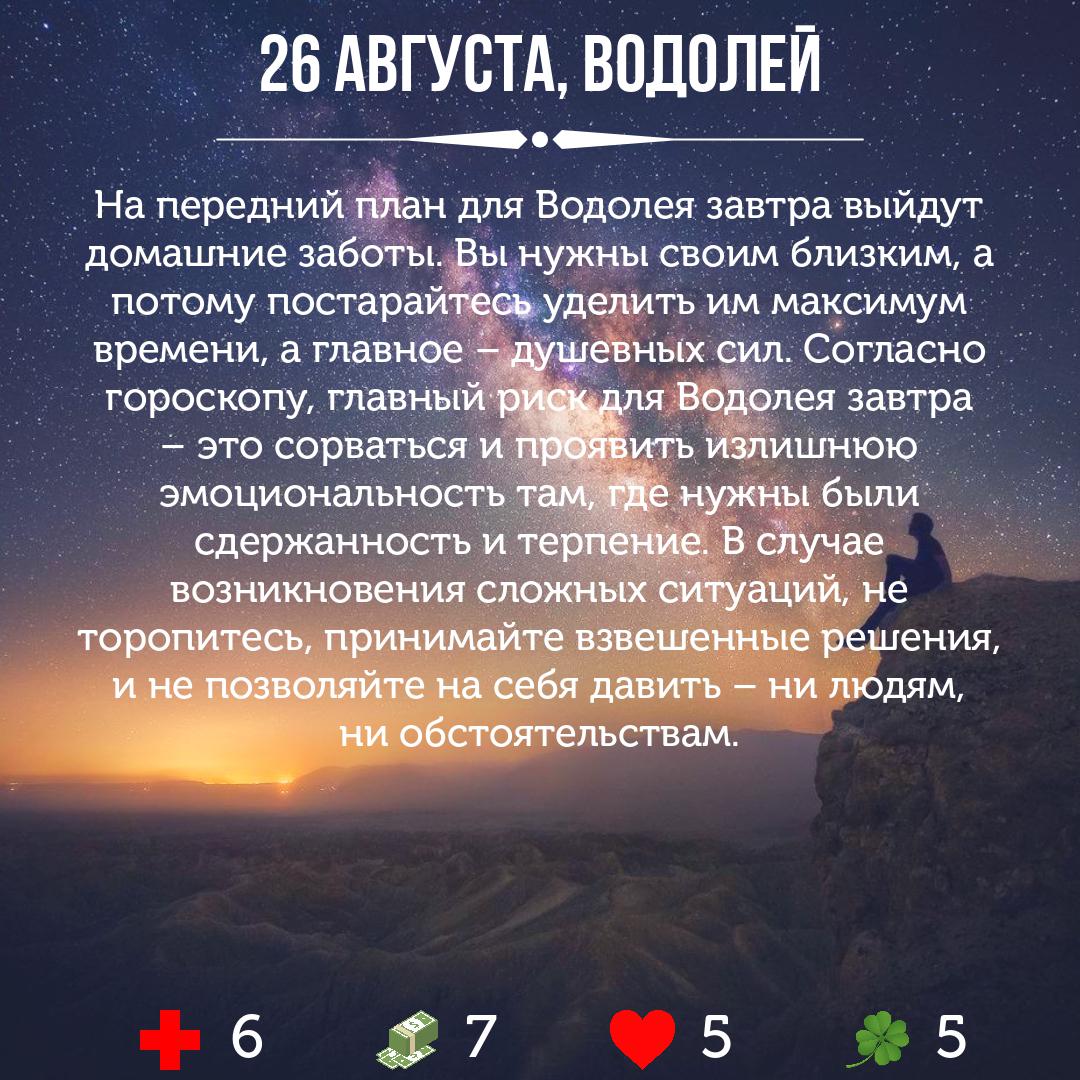 26 АВГУСТА, ВОДОЛЕЙ
На передний план для Водолея завтра выйдут
домашние заботы. Вы нужны своим близким, а
потому постарайтесь уделить им максимум
времени, а главное – душевных сил. Согласно
гороскопу, главный риск для Водолея завтра
– это сорваться и проявить излишнюю
эмоциональность там, где нужны были
сдержанность и терпение. В случае
возникновения сложных ситуаций, не
торопитесь, принимайте взвешенные решения,
и не позволяйте на себя давить – ни людям,
ни обстоятельствам.
6 7 5 5